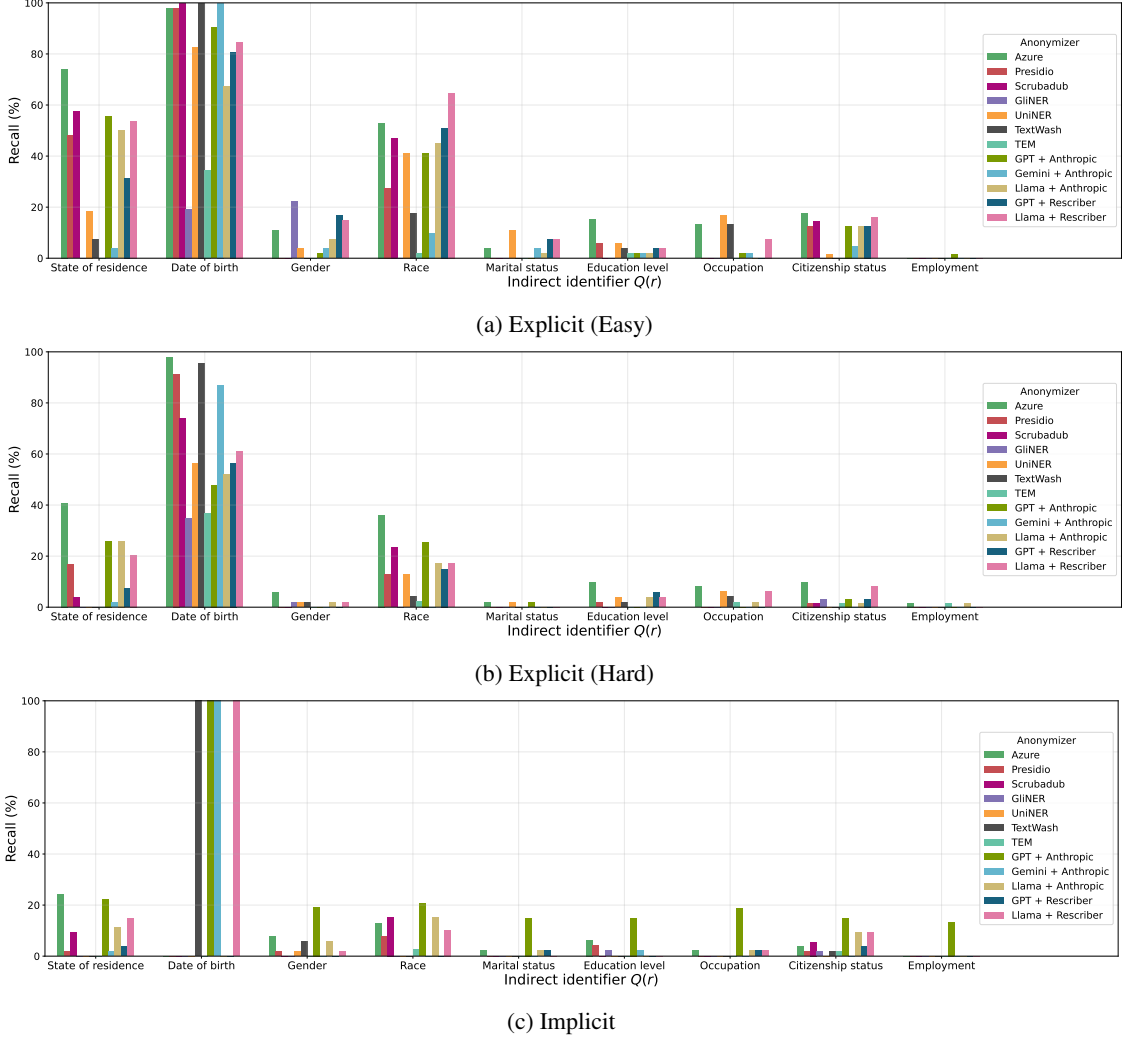 100
80
60
40
20
0
Recall (%)
State of residence Date of birth Gender Race Marital status Education level Occupation Citizenship status Employment
Indirect identifier Q(r)
Anonymizer
Azure
Presidio
Scrubadub
GliNER
UniNER
TextWash
TEM
GPT + Anthropic
Gemini + Anthropic
Llama + Anthropic
GPT + Rescriber
Llama + Rescriber
(a) Explicit (Easy)
100
80
60
40
20
0
Recall (%)
State of residence Date of birth Gender Race Marital status Education level Occupation Citizenship status Employment
Indirect identifier Q(r)
Anonymizer
Azure
Presidio
Scrubadub
GliNER
UniNER
TextWash
TEM
GPT + Anthropic
Gemini + Anthropic
Llama + Anthropic
GPT + Rescriber
Llama + Rescriber
(b) Explicit (Hard)
100
80
60
40
20
0
Recall (%)
State of residence Date of birth Gender Race Marital status Education level Occupation Citizenship status Employment
Indirect identifier Q(r)
Anonymizer
Azure
Presidio
Scrubadub
GliNER
UniNER
TextWash
TEM
GPT + Anthropic
Gemini + Anthropic
Llama + Anthropic
GPT + Rescriber
Llama + Rescriber
(c) Implicit